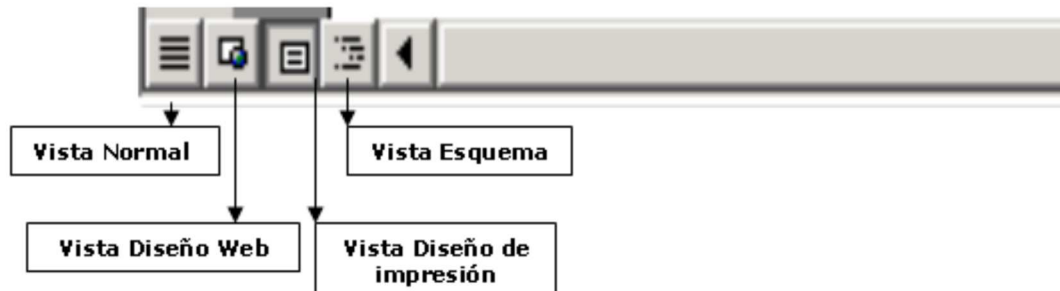 Vista Normal
Vista Esquema
Vista Diseño Web
Vista Diseño de
impresión